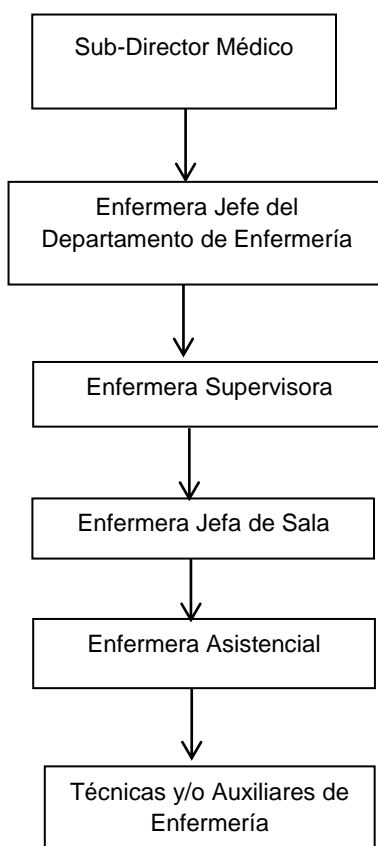 Sub-Director Médico
Enfermera Jefe del
Departamento de Enfermería
Enfermera Supervisora
Enfermera Jefa de Sala
Enfermera Asistencial
Técnicas y/o Auxiliares de
Enfermería